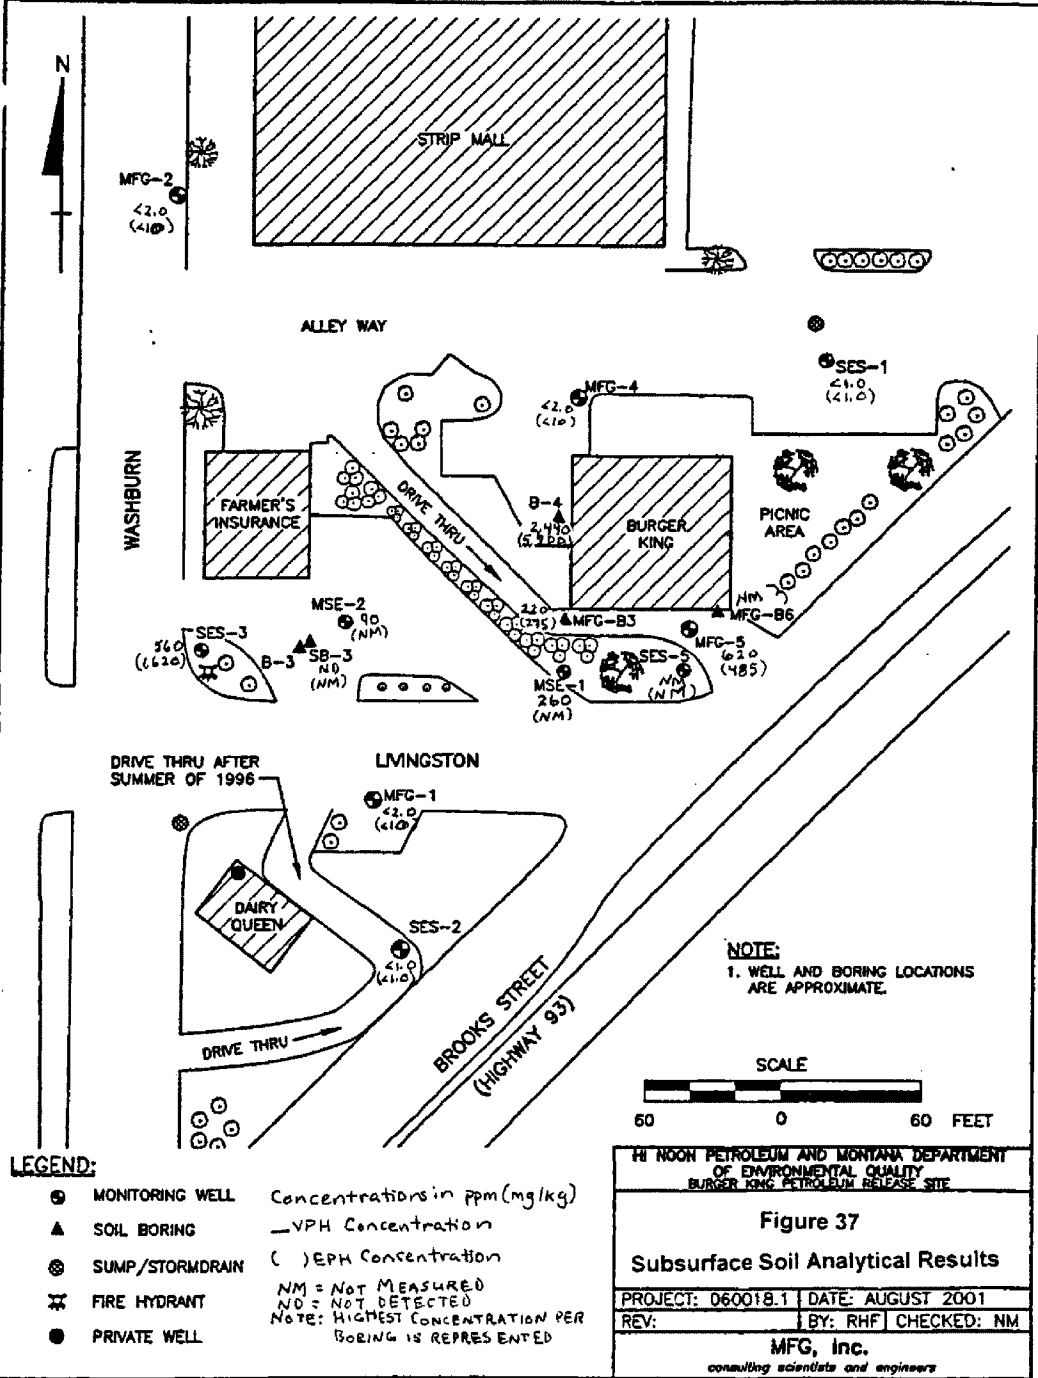 N
STRIP MALL
MFG-2
<2.0
(<10)
ALLEY WAY
SES-1
<1.0
(<1.0)
MFG-4
<2.0
(<10)
WASHBURN
FARMER'S
INSURANCE
DRIVE THRU
B-4
2,440
BURGER
KING
PICNIC
AREA
MSE-2
90
(NM)
220
(295)
MFG-B3
(NM)
MFG-B6
SES-3
560
B-3
SB-3
ND
(NM)
MFG-5
620
(485)
SES-5
NM
(NM)
MSE-1
260
(NM)
DRIVE THRU AFTER
SUMMER OF 1996
LIVINGSTON
MFG-1
<2.0
(<10)
DAIRY
QUEEN
SES-2
<1.0
(<1.0)
BROOKS STREET
(HIGHWAY 93)
DRIVE THRU
NOTE:
1. WELL AND BORING LOCATIONS
ARE APPROXIMATE.
SCALE
60 0 60 FEET
LEGEND:
MONITORING WELL
SOIL BORING
SUMP/STORMDRAIN
FIRE HYDRANT
PRIVATE WELL
Concentrations in ppm (mg/kg)
_VPH Concentration
( )EPH Concentration
NM = NOT MEASURED
ND = NOT DETECTED
NOTE: HIGHEST CONCENTRATION PER
BORING IS REPRESENTED
HI NOON PETROLEUM AND MONTANA DEPARTMENT
OF ENVIRONMENTAL QUALITY
BURGER KING PETROLEUM RELEASE SITE
Figure 37
Subsurface Soil Analytical Results
PROJECT: 060018.1 DATE: AUGUST 2001
REV: BY: RHF CHECKED: NM
MFG, Inc.
consulting scientists and engineers